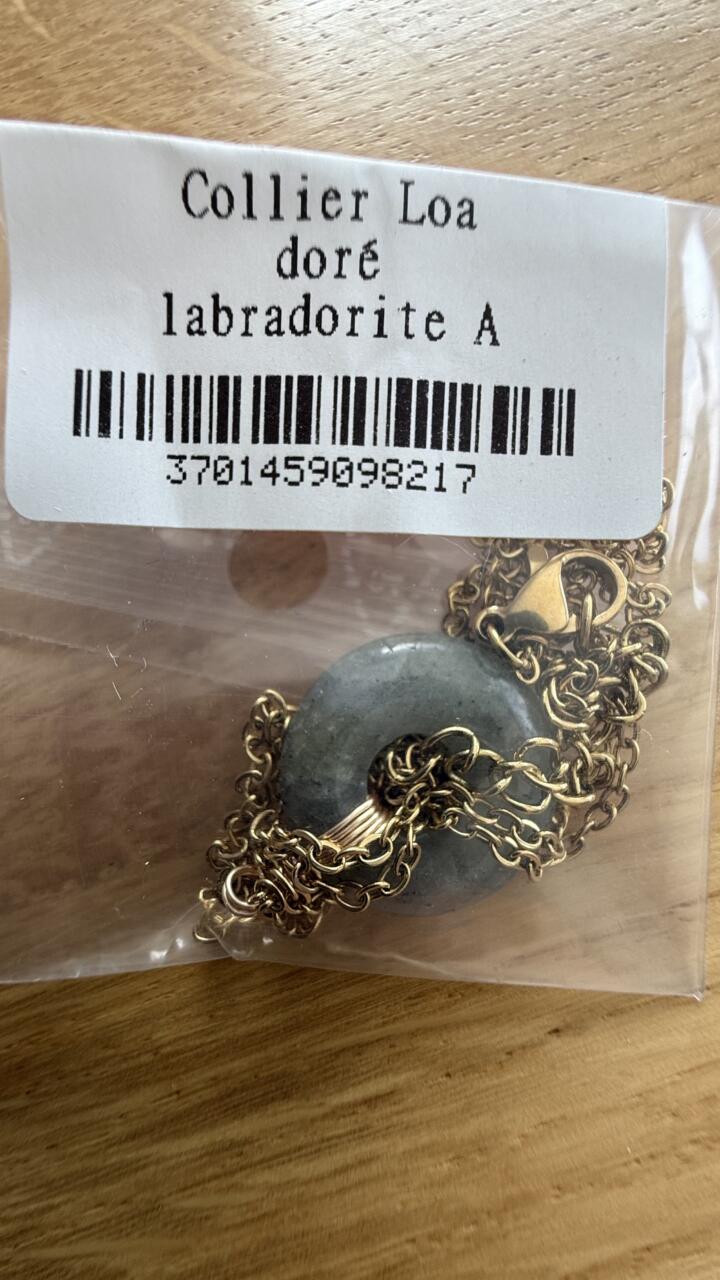 Collier Loa
doré
labradorite A
3701459098217